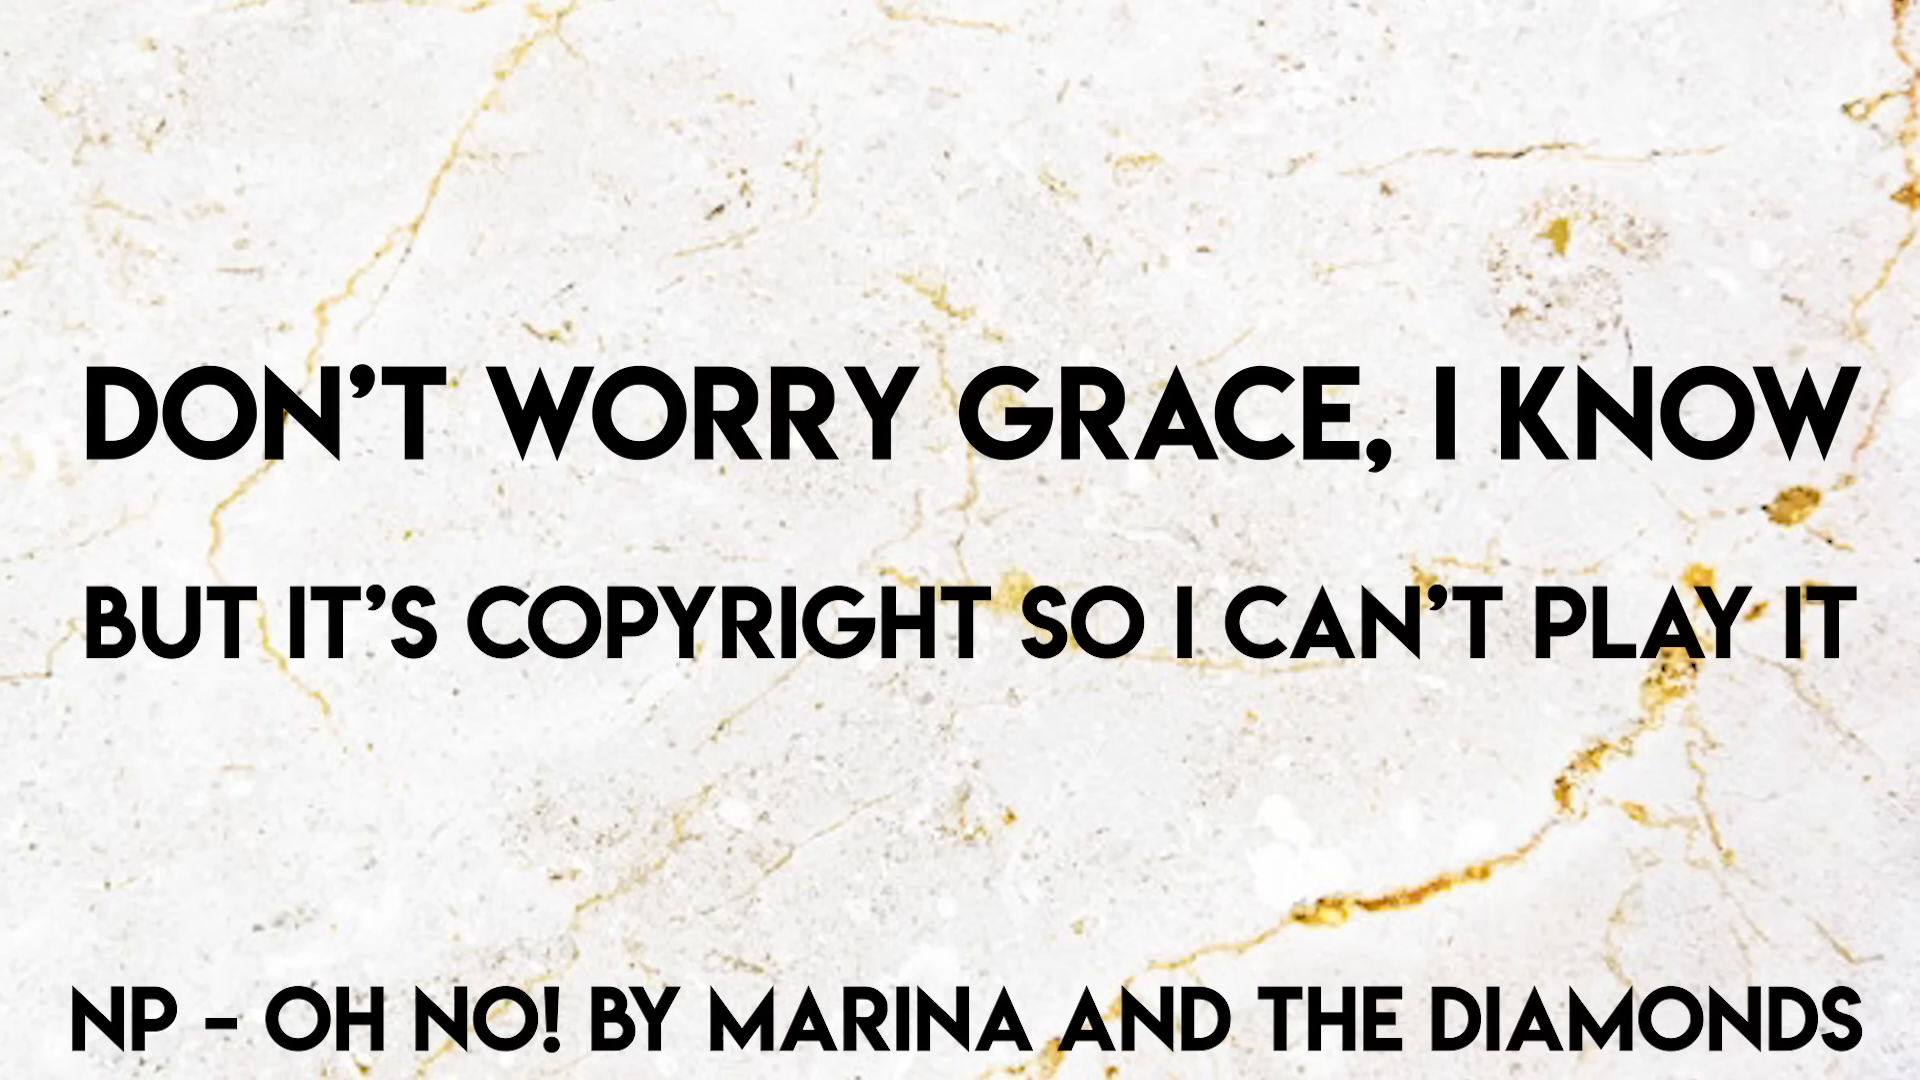 DON'T WORRY GRACE, I KNOW
BUT IT'S COPYRIGHT SO I CAN'T PLAY IT
NP - OH NO! BY MARINA AND THE DIAMONDS